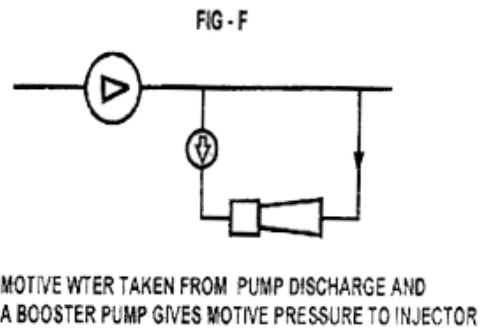 FIG - F
MOTIVE WTER TAKEN FROM PUMP DISCHARGE AND
A BOOSTER PUMP GIVES MOTIVE PRESSURE TO INJECTOR